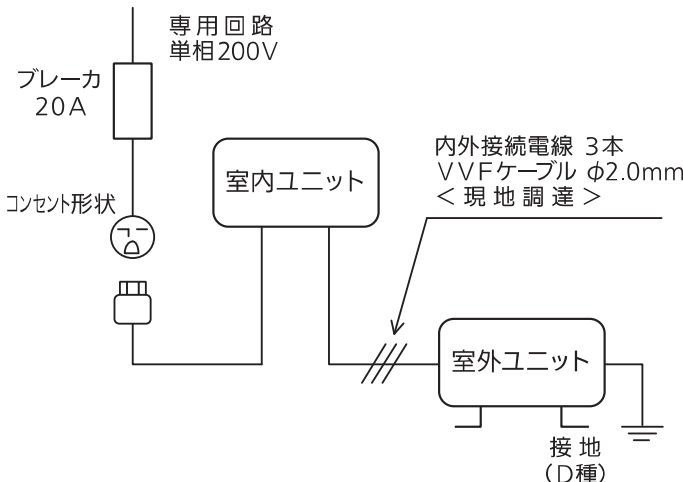 専用回路
単相200V
ブレーカ
20A
内外接続電線 3本
VVFケーブル φ2.0mm
<現地調達>
室内ユニット
コンセント形状
室外ユニット
接地
(D種)